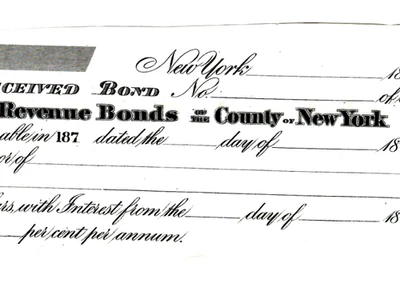 New York 18
CEIVED BOND No. of
Revenue Bonds OF THE County OF New York
able in 187 dated the day of 18
or of
rs, with Interest from the day of 18
per cent per annum.